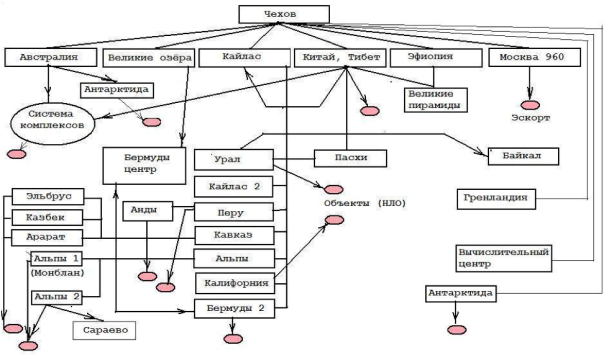 Чехов
Австралия
Великие озёра
Кайлас
Китай, Тибет
Эфиопия
Москва 960
Антарктида
Великие
пирамиды
Эскорт
Система
комплексов
Бермуды
центр
Урал
Пасхи
Байкал
Эльбрус
Кайлас 2
Объекты (НЛО)
Гренландия
Казбек
Анды
Перу
Арарат
Кавказ
Альпы 1
(Монблан)
Альпы
Вычислительный
центр
Калифорния
Антарктида
Альпы 2
Бермуды 2
Сараево